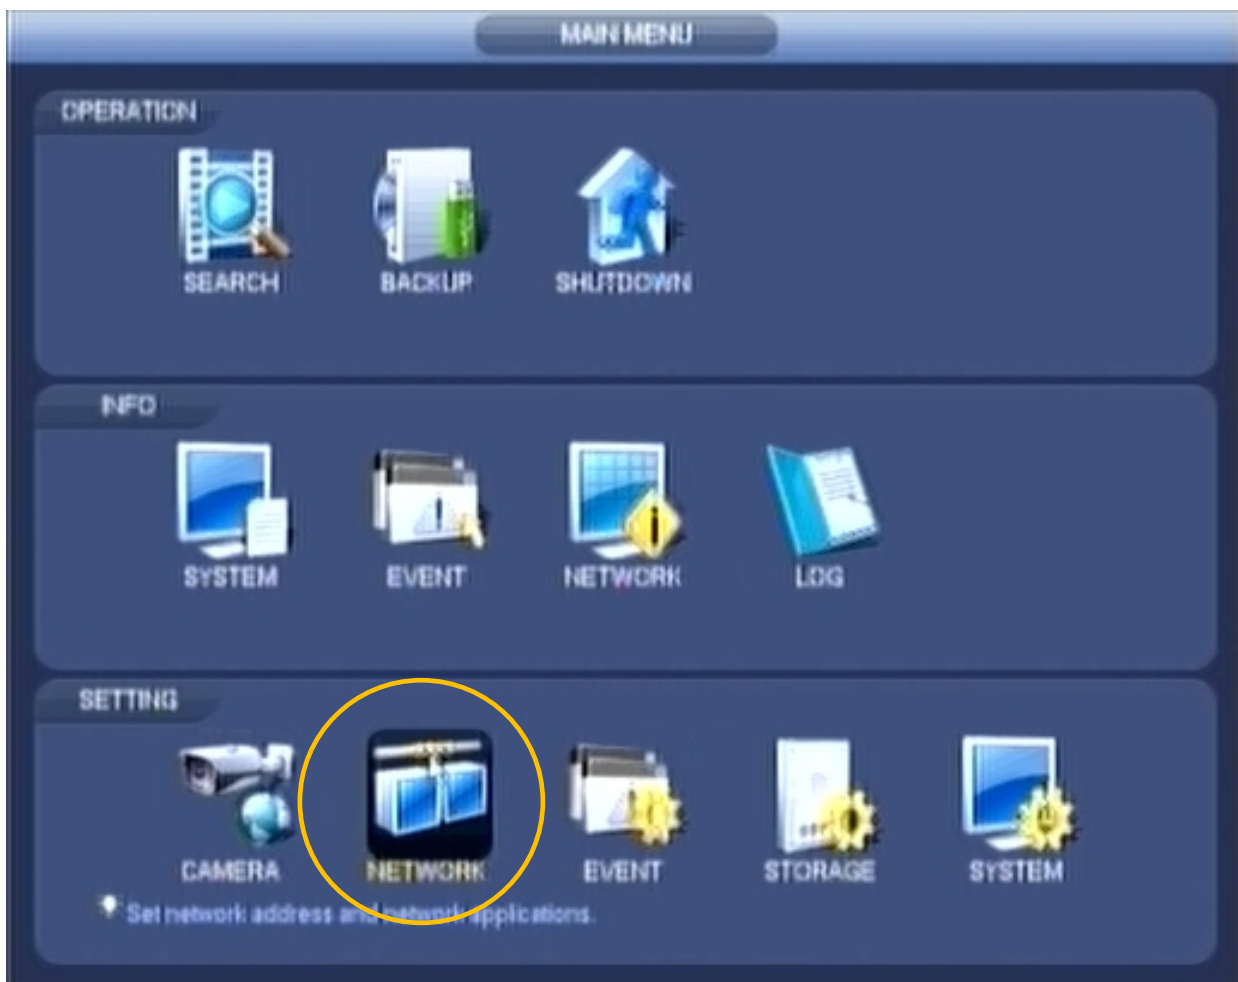 MAIN MENU
OPERATION
SEARCH BACKUP SHUTDOWN
INFO
SYSTEM EVENT NETWORK LOG
SETTING
CAMERA NETWORK EVENT STORAGE SYSTEM
Set network address and network applications.